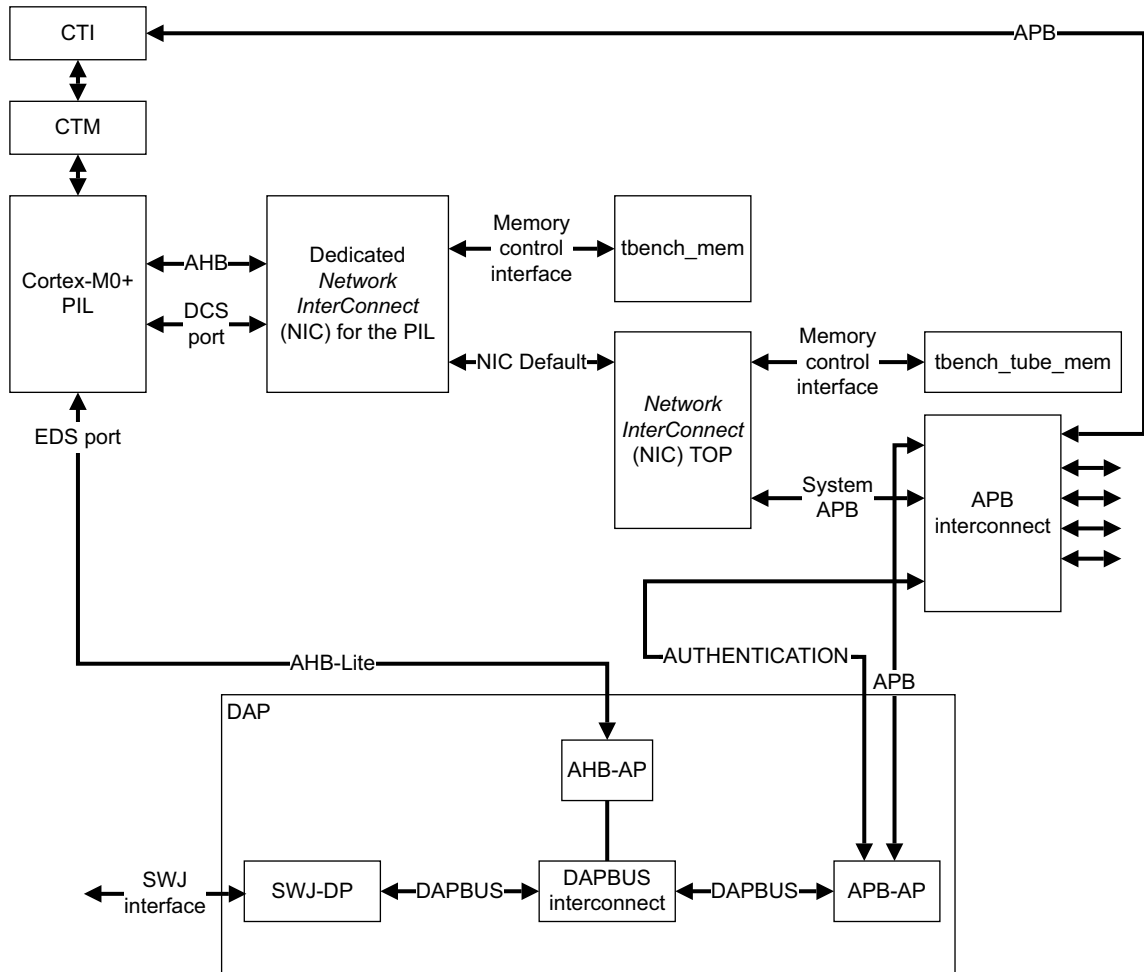 CTI
APB
CTM
Cortex-M0+
PIL
AHB
DCS
port
Dedicated
Network
InterConnect
(NIC) for the PIL
Memory
control
interface
tbench_mem
NIC Default
Network
InterConnect
(NIC) TOP
Memory
control
interface
tbench_tube_mem
System
APB
APB
interconnect
EDS port
AUTHENTICATION
AHB-Lite
APB
DAP
AHB-AP
SWJ
interface
SWJ-DP
DAPBUS
DAPBUS
interconnect
DAPBUS
APB-AP